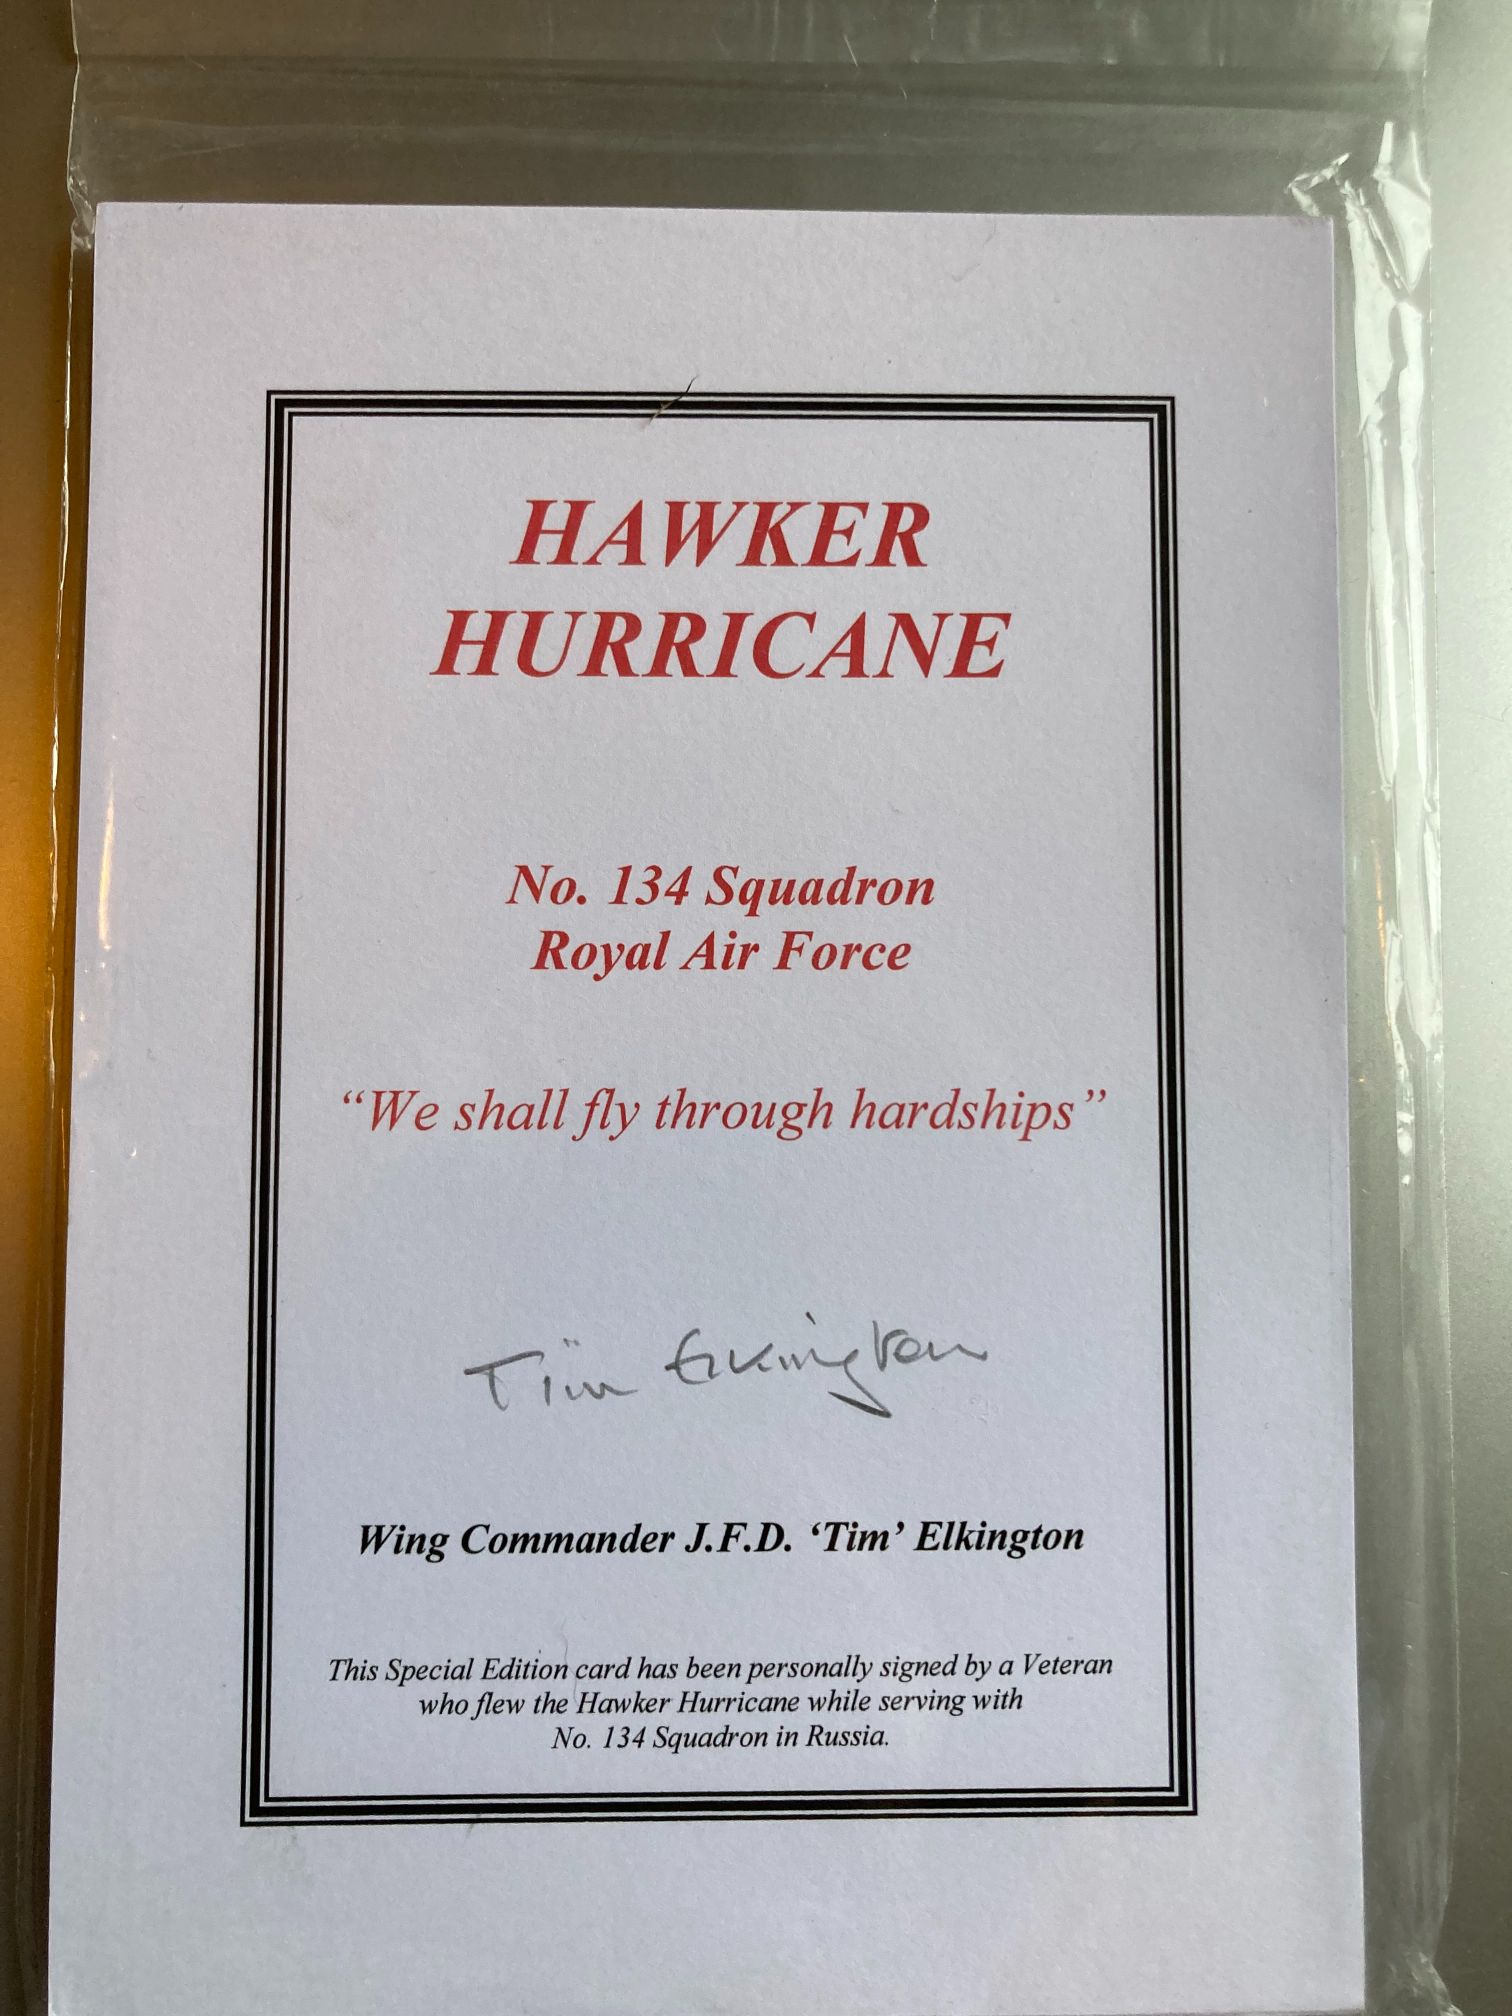 HAWKER
HURRICANE
No. 134 Squadron
Royal Air Force
“We shall fly through hardships”
Tim Elkington
Wing Commander J.F.D. ‘Tim’ Elkington
This Special Edition card has been personally signed by a Veteran
who flew the Hawker Hurricane while serving with
No. 134 Squadron in Russia.